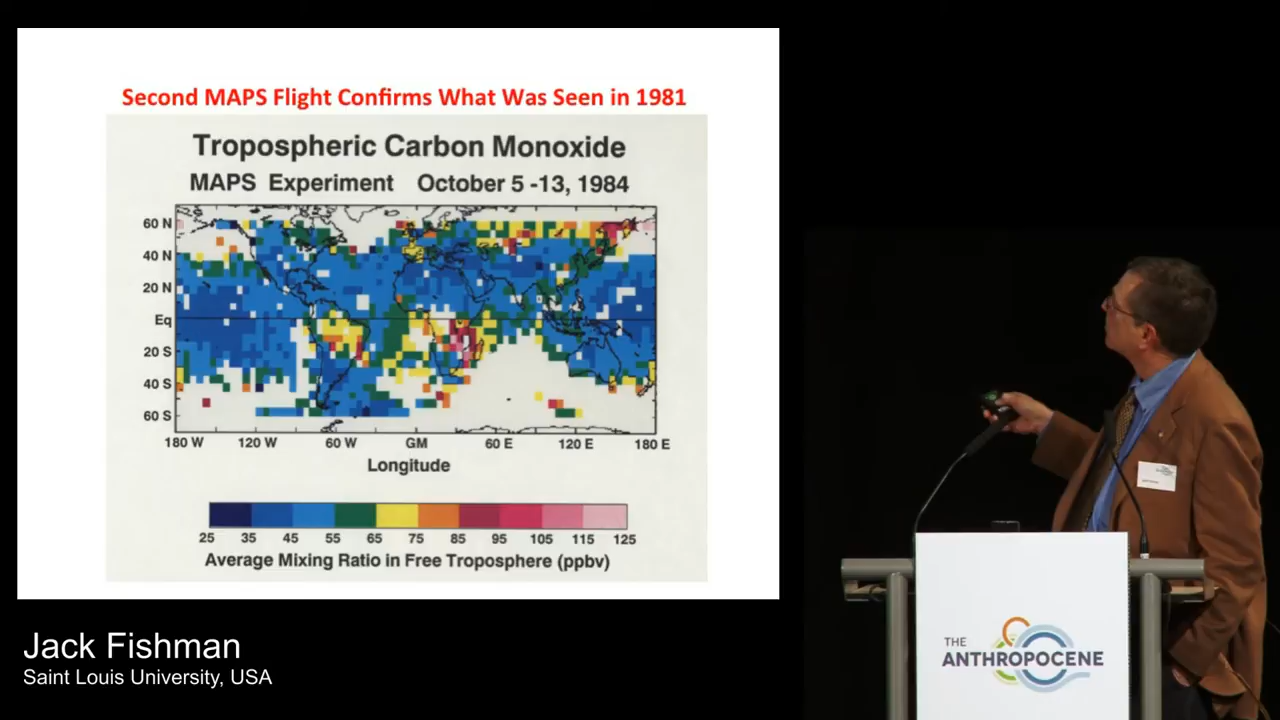 Second MAPS Flight Confirms What Was Seen in 1981
Tropospheric Carbon Monoxide
MAPS Experiment October 5 -13, 1984
60 N
40 N
20 N
Eq
20 S
40 S
60 S
180 W 120 W 60 W GM 60 E 120 E 180 E
Longitude
25 35 45 55 65 75 85 95 105 115 125
Average Mixing Ratio in Free Troposphere (ppbv)
Jack Fishman
Saint Louis University, USA
THE
ANTHROPOCENE